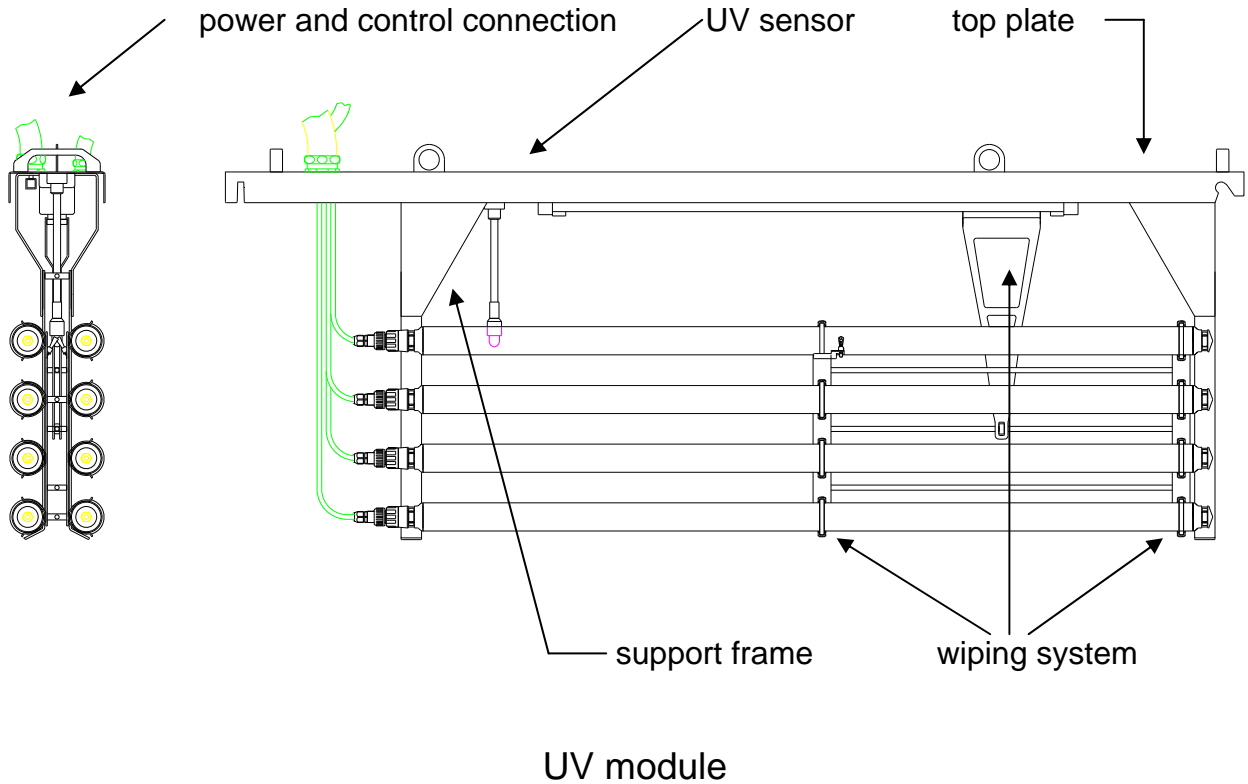 power and control connection
UV sensor
top plate
support frame
wiping system
UV module